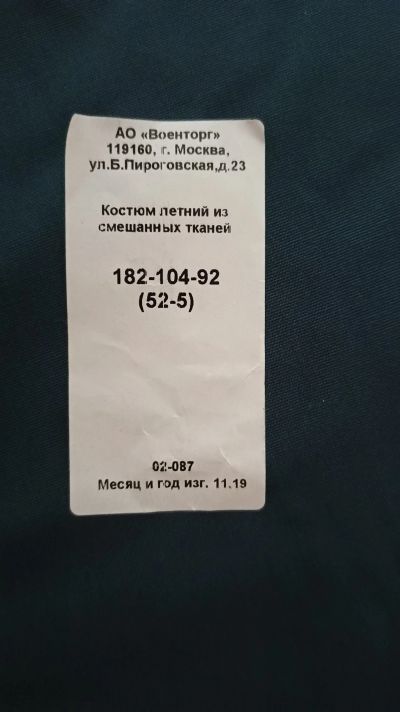 АО «Военторг»
119160, г. Москва,
ул.Б.Пироговская,д.23
Костюм летний из
смешанных тканей
182-104-92
(52-5)
02-087
Месяц и год изг. 11.19